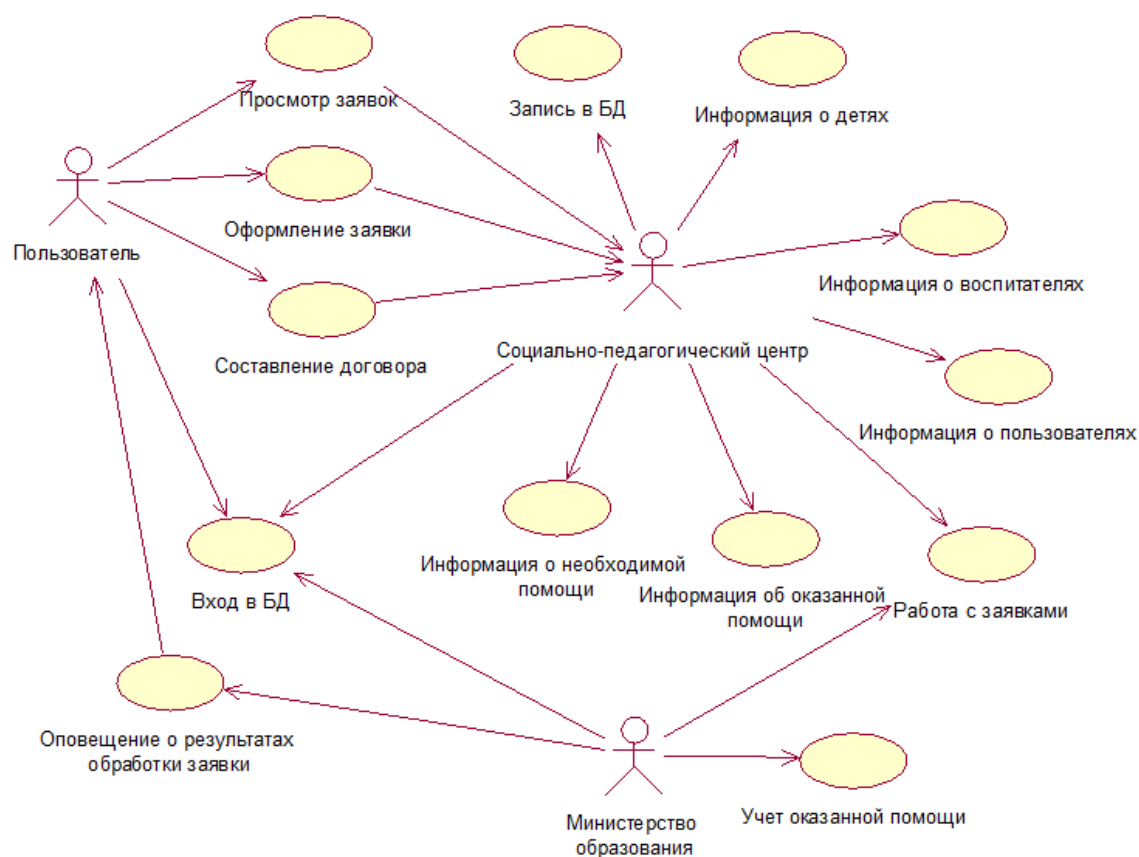 Просмотр заявок
Запись в БД
Информация о детях
Оформление заявки
Пользователь
Информация о воспитателях
Составление договора
Социально-педагогический центр
Информация о пользователях
Информация о необходимой
помощи
Информация об оказанной
помощи
Работа с заявками
Вход в БД
Оповещение о результатах
обработки заявки
Министерство
образования
Учет оказанной помощи